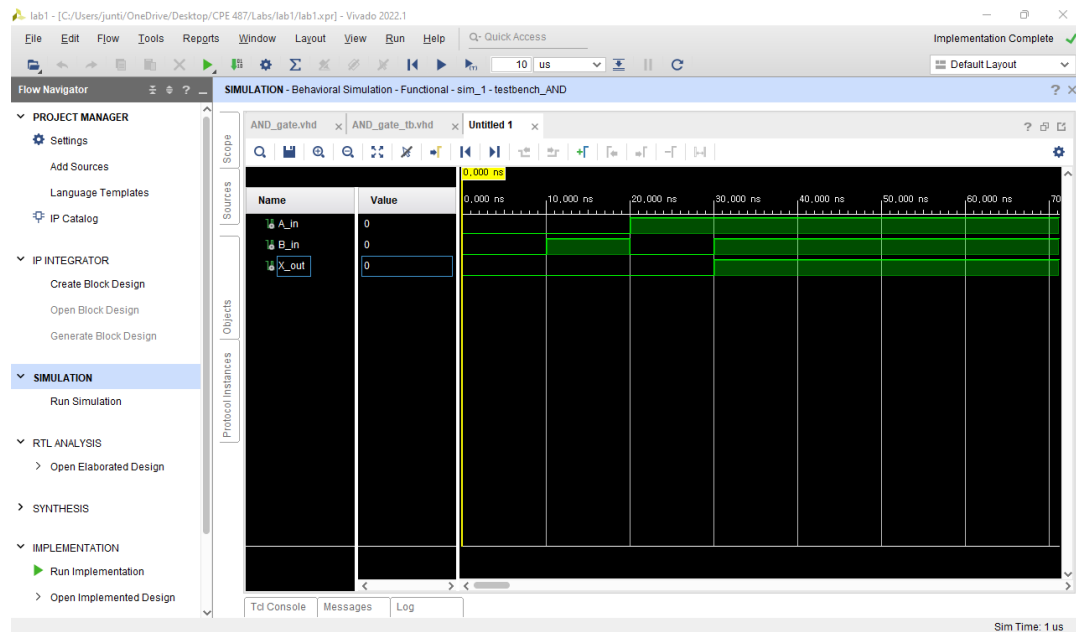 lab1 - [C:/Users/junti/OneDrive/Desktop/CPE 487/Labs/lab1/lab1.xpr] - Vivado 2022.1
File Edit Flow Tools Reports Window Layout View Run Help Q- Quick Access Implementation Complete
10 us Default Layout
Flow Navigator
SIMULATION - Behavioral Simulation - Functional - sim_1 - testbench_AND
PROJECT MANAGER
Settings
Add Sources
Language Templates
IP Catalog
IP INTEGRATOR
Create Block Design
Open Block Design
Generate Block Design
SIMULATION
Run Simulation
RTL ANALYSIS
Open Elaborated Design
SYNTHESIS
IMPLEMENTATION
Run Implementation
Open Implemented Design
Scope
Sources
Objects
Protocol Instances
AND_gate.vhd AND_gate_tb.vhd Untitled 1
0,000 ns
Name Value
0,000 ns 10,000 ns 20,000 ns 30,000 ns 40,000 ns 50,000 ns 60,000 ns 70
A_in 0
B_in 0
X_out 0
Tcl Console Messages Log
Sim Time: 1 us